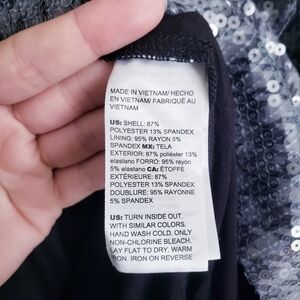 MADE IN VIETNAM/ HECHO
EN VIETNAM/ FABRIQUÉ AU
VIETNAM
US: SHELL: 87%
POLYESTER 13% SPANDEX
LINING: 95% RAYON 5%
SPANDEX MX: TELA
EXTERIOR: 87% poliéster 13%
elastano FORRO: 95% rayón
5% elastano CA: ÉTOFFE
EXTÉRIEURE: 87%
POLYESTER 13% SPANDEX
DOUBLURE: 95% RAYONNE
5% SPANDEX
US: TURN INSIDE OUT.
WITH SIMILAR COLORS.
HAND WASH COLD. ONLY
NON-CHLORINE BLEACH.
LAY FLAT TO DRY. WARM
IRON, IRON ON REVERSE